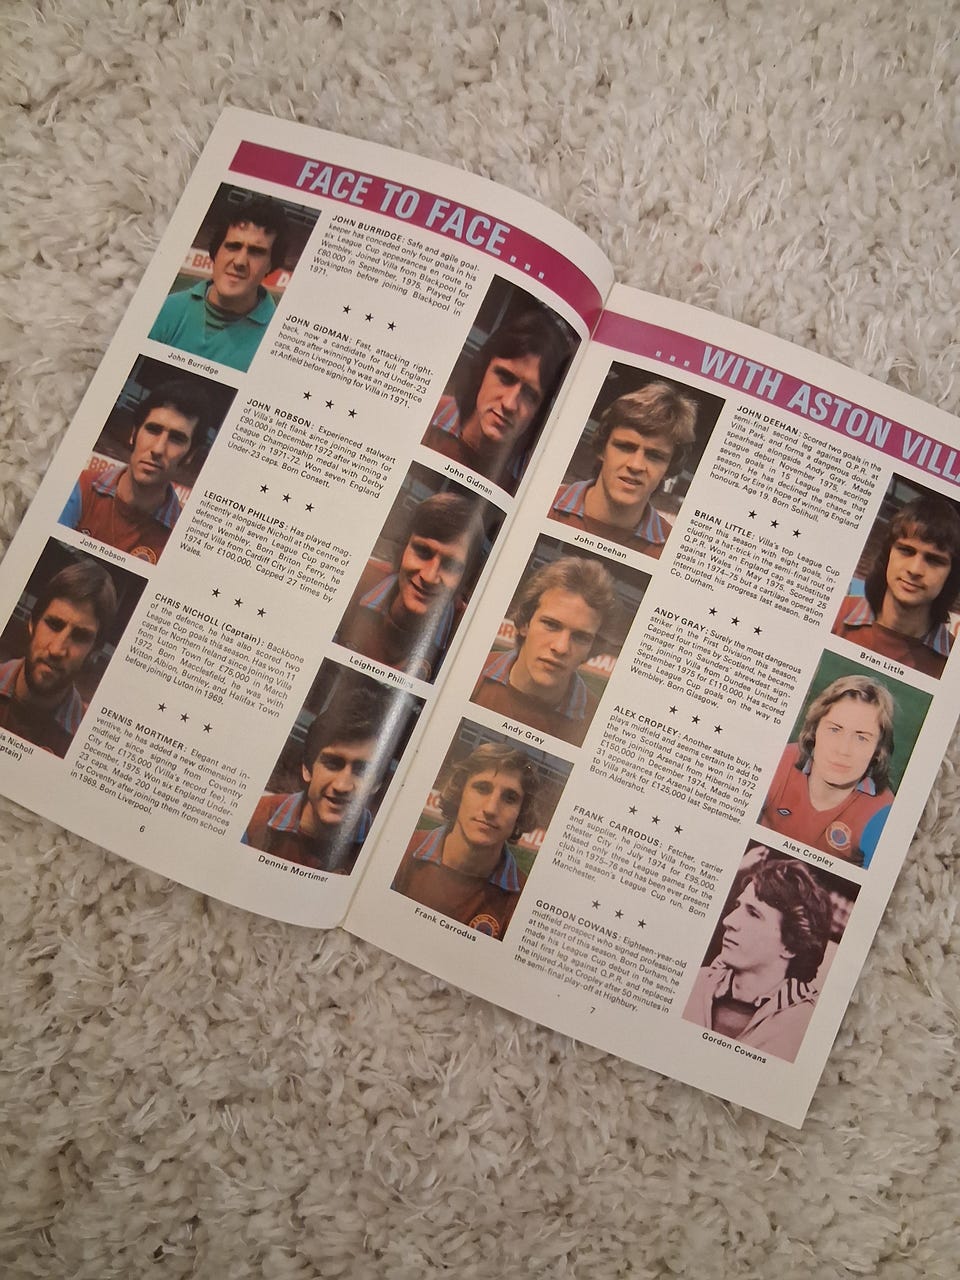 FACE TO FACE...
John Burridge
JOHN BURRIDGE: Safe and agile goal-
keeper has conceded only four goals in his
six League Cup appearances en route to
Wembley. Joined Villa from Blackpool for
£80,000 in September, 1975. Played for
Workington before joining Blackpool in
1971.
JOHN GIDMAN: Fast, attacking right-
back, now a candidate for full England
honours after winning Youth and Under-23
caps. Born Liverpool, he was an apprentice
at Anfield before signing for Villa in 1971.
John Gidman
John Robson
JOHN ROBSON: Experienced stalwart
of Villa's left flank since joining them for
£90,000 in December 1972 after winning a
League Championship medal with Derby
County in 1971-72. Won seven England
Under-23 caps. Born Consett.
LEIGHTON PHILLIPS: Has played mag-
nificently alongside Nicholl at the centre of
defence in all seven League Cup games
before Wembley. Born Briton Ferry, he
joined Villa from Cardiff City in September
1974 for £100,000. Capped 27 times by
Wales.
Leighton Phillips
is Nicholl
ptain)
CHRIS NICHOLL (Captain): Backbone
of the defence, he also scored two
League Cup goals this season. Has won 11
caps for Northern Ireland since joining Villa
from Luton Town for £75,000 in March
1972. Born, Macclesfield, he was with
Witton Albion, Burnley, and Halifax Town
before joining Luton in 1969.
DENNIS MORTIMER: Elegant and in-
ventive, he has added a new dimension in
midfield since signing from Coventry
City for £175,000 (Villa's record fee), in
December, 1975. Won six England Under-
23 caps. Made 200 League appearances
for Coventry after joining them from school
in 1969. Born Liverpool.
Dennis Mortimer
6
...WITH ASTON VILLA
John Deehan
JOHN DEEHAN: Scored two goals in the
semi-final second leg against Q.P.R. at
Villa Park, and forms a dangerous double
spearhead alongside Andy Gray. Made
League debut November 1975, scoring
seven goals in 15 League games that
season. He has declined the chance of
playing for Eire in hope of winning England
honours. Age 19. Born Solihull.
BRIAN LITTLE: Villa's top League Cup
scorer this season with eight goals, in-
cluding a hat-trick in the semi-final rout of
Q.P.R. Won an England cap as substitute
against Wales in May 1975. Scored 25
goals in 1974-75 but a cartilage operation
interrupted his progress last season. Born
Co. Durham.
Brian Little
Andy Gray
ANDY GRAY: Surely the most dangerous
striker in the First Division this season.
Capped four times by Scotland, he became
manager Ron Saunders' shrewdest sign-
ing, joining Villa from Dundee United in
September 1975 for £110,000. Has scored
three League Cup goals on the way to
Wembley. Born Glasgow.
ALEX CROPLEY: Another astute buy, he
plays midfield and seems certain to add to
the two Scotland caps he won in 1972
before joining Arsenal from Hibernian for
£150,000 in December 1974. Made only
31 appearances for Arsenal before moving
to Villa Park for £125,000 last September.
Born Aldershot.
Alex Cropley
Frank Carrodus
FRANK CARRODUS: Fetcher, carrier
and supplier, he joined Villa from Man-
chester City in July 1974 for £95,000.
Missed only three League games for the
club in 1975-76 and has been ever present
in this season's League Cup run. Born
Manchester.
GORDON COWANS: Eighteen-year-old
midfield prospect who signed professional
at the start of this season. Born Durham, he
made his League Cup debut in the semi-
final first leg against Q.P.R. and replaced
the injured Alex Cropley after 50 minutes in
the semi-final play-off at Highbury.
Gordon Cowans
7